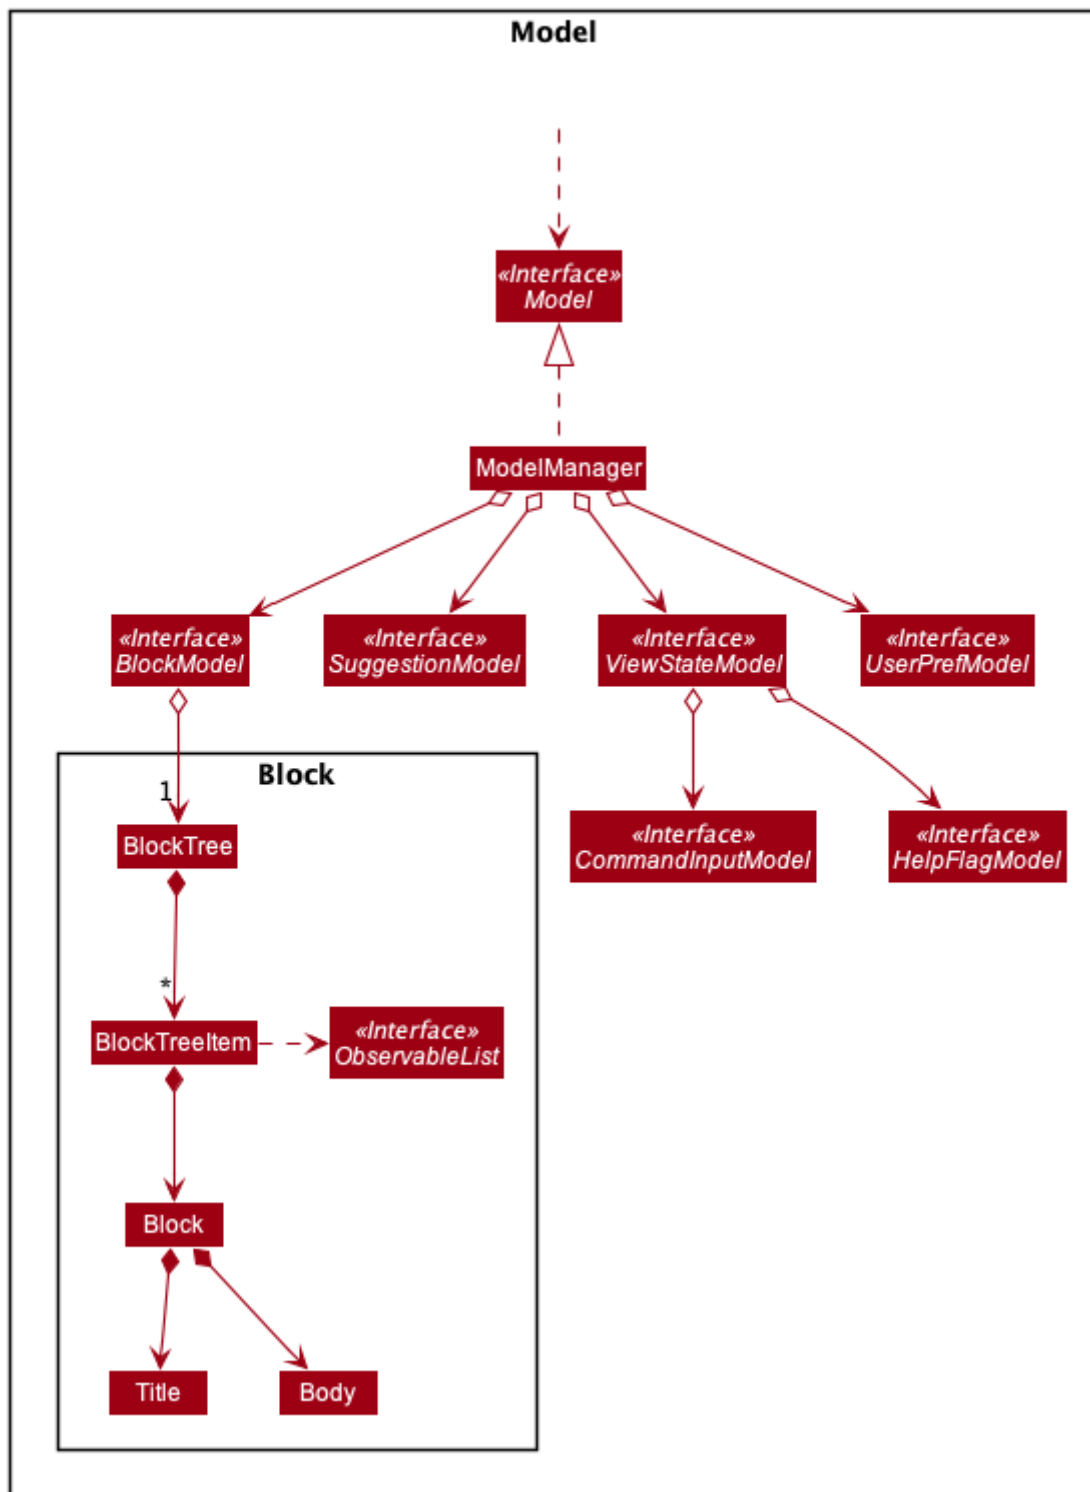 Model
«Interface»
Model
ModelManager
«Interface»
BlockModel
«Interface»
SuggestionModel
«Interface»
ViewStateModel
«Interface»
UserPrefModel
Block
1
BlockTree
«Interface»
CommandInputModel
«Interface»
HelpFlagModel
*
BlockTreeItem
«Interface»
ObservableList
Block
Title
Body